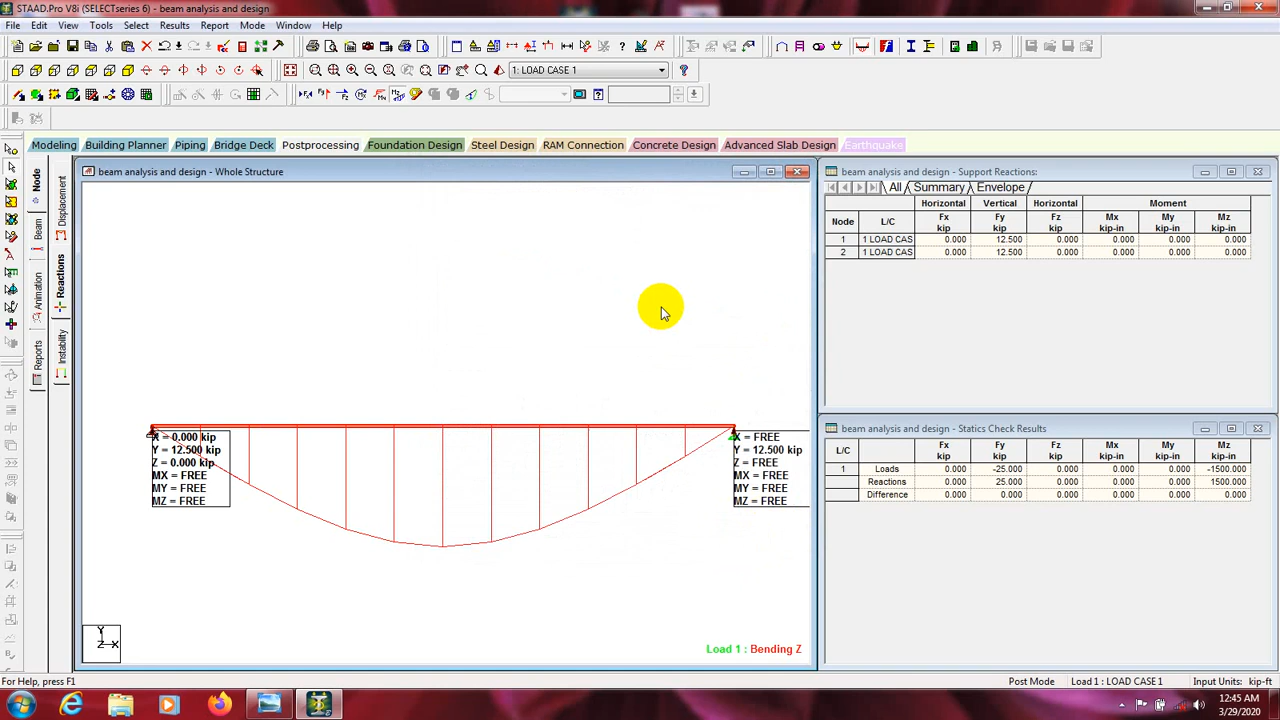 STAAD.Pro V8i (SELECTseries 6) - beam analysis and design
File Edit View Tools Select Results Report Mode Window Help
1: LOAD CASE 1
Modeling Building Planner Piping Bridge Deck Postprocessing Foundation Design Steel Design RAM Connection Concrete Design Advanced Slab Design Earthquake
Node
Beam
Animation
Reports
Displacement
Reactions
Instability
beam analysis and design - Whole Structure
X = 0.000 kip
Y = 12.500 kip
Z = 0.000 kip
MX = FREE
MY = FREE
MZ = FREE
X = FREE
Y = 12.500 kip
Z = FREE
MX = FREE
MY = FREE
MZ = FREE
Y
Z X
Load 1 : Bending Z
beam analysis and design - Support Reactions:
All Summary Envelope
Horizontal Vertical Horizontal Moment
Node L/C Fx kip Fy kip Fz kip Mx kip-in My kip-in Mz kip-in
1 1 LOAD CAS 0.000 12.500 0.000 0.000 0.000 0.000
2 1 LOAD CAS 0.000 12.500 0.000 0.000 0.000 0.000
beam analysis and design - Statics Check Results
L/C Fx kip Fy kip Fz kip Mx kip-in My kip-in Mz kip-in
1 Loads 0.000 -25.000 0.000 0.000 0.000 -1500.000
Reactions 0.000 25.000 0.000 0.000 0.000 1500.000
Difference 0.000 0.000 0.000 0.000 0.000 0.000
For Help, press F1
Post Mode Load 1 : LOAD CASE 1 Input Units: kip-ft
12:45 AM
3/29/2020